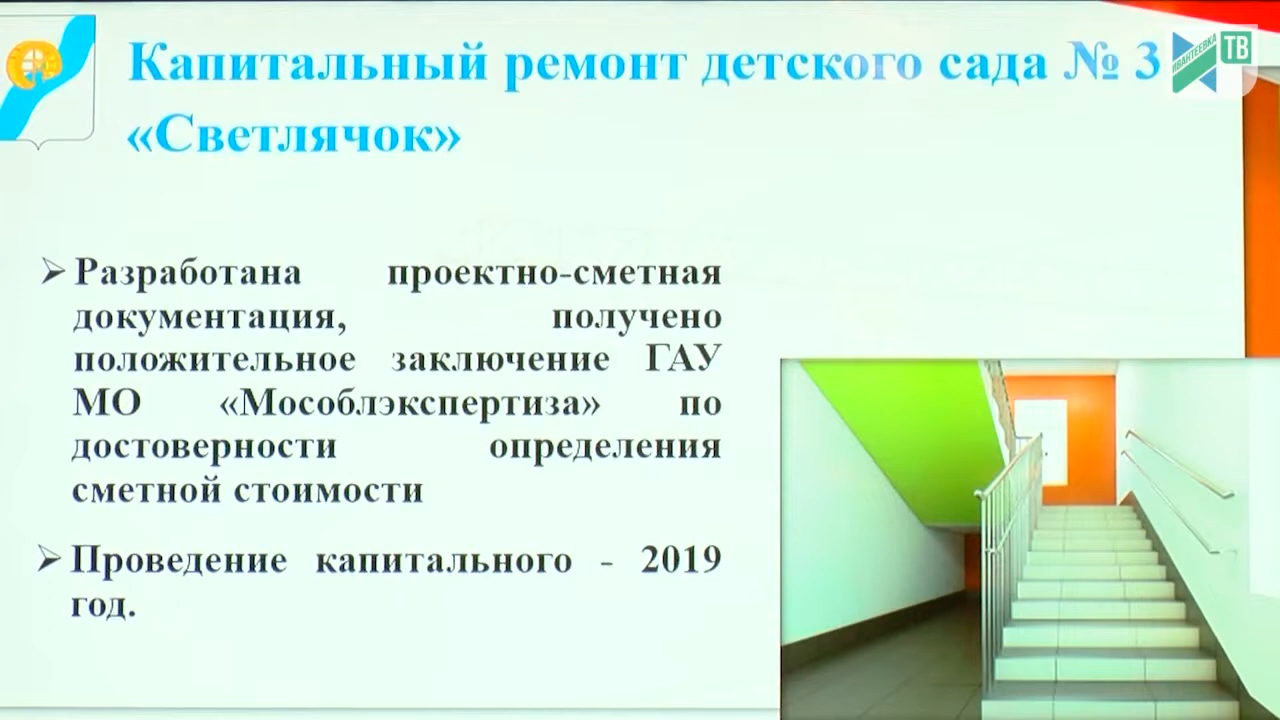 Капитальный ремонт детского сада № 3
«Светлячок»
ИВАНТЕЕВКА ТВ
Разработана проектно-сметная
документация, получено
положительное заключение ГАУ
МО «Мособлэкспертиза» по
достоверности определения
сметной стоимости
Проведение капитального - 2019
год.